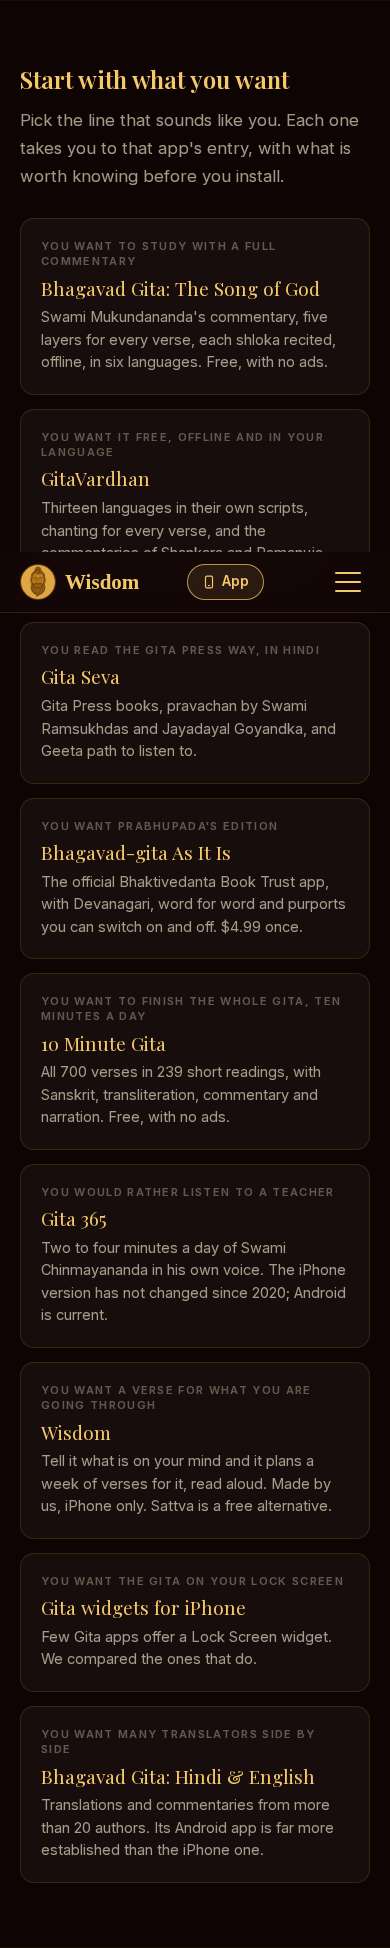 Start with what you want
Pick the line that sounds like you. Each one
takes you to that app's entry, with what is
worth knowing before you install.
YOU WANT TO STUDY WITH A FULL
COMMENTARY
Bhagavad Gita: The Song of God
Swami Mukundananda's commentary, five
layers for every verse, each shloka recited,
offline, in six languages. Free, with no ads.
YOU WANT IT FREE, OFFLINE AND IN YOUR
LANGUAGE
GitaVardhan
Thirteen languages in their own scripts,
chanting for every verse, and the
commentaries of Shankara and Ramanuja
Wisdom
App
YOU READ THE GITA PRESS WAY, IN HINDI
Gita Seva
Gita Press books, pravachan by Swami
Ramsukhdas and Jayadayal Goyandka, and
Geeta path to listen to.
YOU WANT PRABHUPADA'S EDITION
Bhagavad-gita As It Is
The official Bhaktivedanta Book Trust app,
with Devanagari, word for word and purports
you can switch on and off. $4.99 once.
YOU WANT TO FINISH THE WHOLE GITA, TEN
MINUTES A DAY
10 Minute Gita
All 700 verses in 239 short readings, with
Sanskrit, transliteration, commentary and
narration. Free, with no ads.
YOU WOULD RATHER LISTEN TO A TEACHER
Gita 365
Two to four minutes a day of Swami
Chinmayananda in his own voice. The iPhone
version has not changed since 2020; Android
is current.
YOU WANT A VERSE FOR WHAT YOU ARE
GOING THROUGH
Wisdom
Tell it what is on your mind and it plans a
week of verses for it, read aloud. Made by
us, iPhone only. Sattva is a free alternative.
YOU WANT THE GITA ON YOUR LOCK SCREEN
Gita widgets for iPhone
Few Gita apps offer a Lock Screen widget.
We compared the ones that do.
YOU WANT MANY TRANSLATORS SIDE BY
SIDE
Bhagavad Gita: Hindi & English
Translations and commentaries from more
than 20 authors. Its Android app is far more
established than the iPhone one.